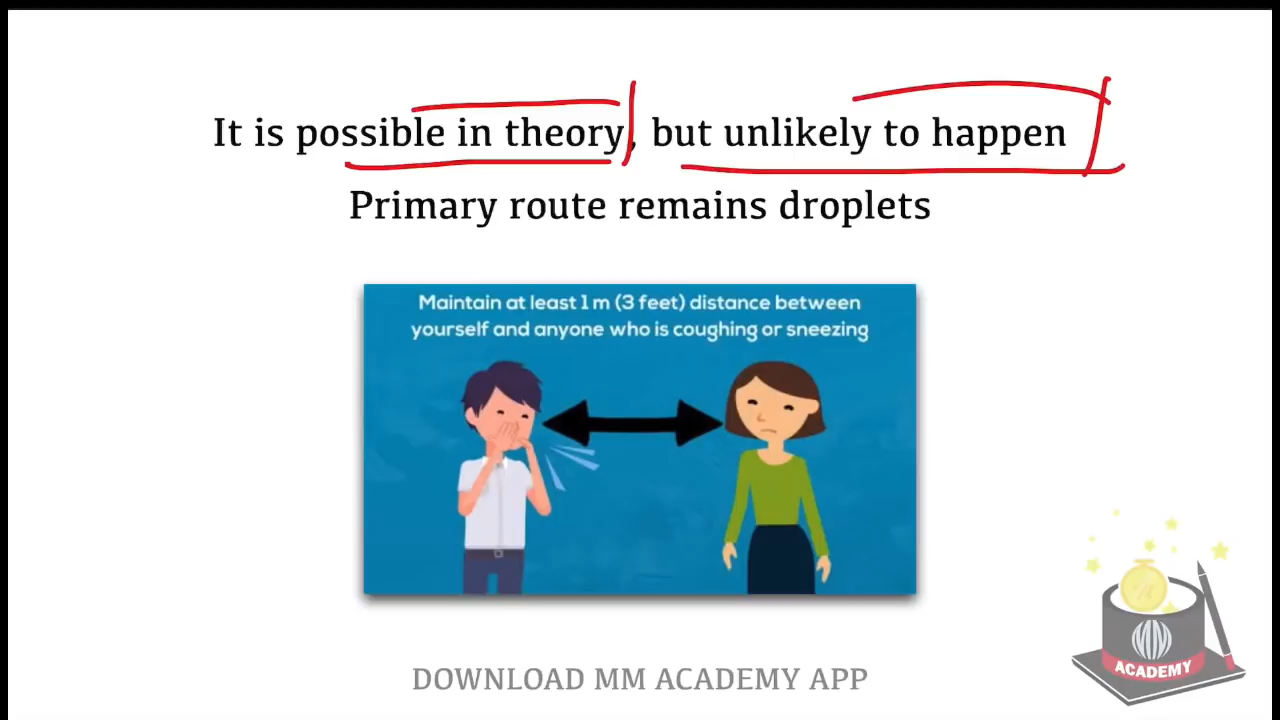 It is possible in theory, but unlikely to happen
Primary route remains droplets
Maintain at least 1 m (3 feet) distance between
yourself and anyone who is coughing or sneezing
MM
ACADEMY
DOWNLOAD MM ACADEMY APP